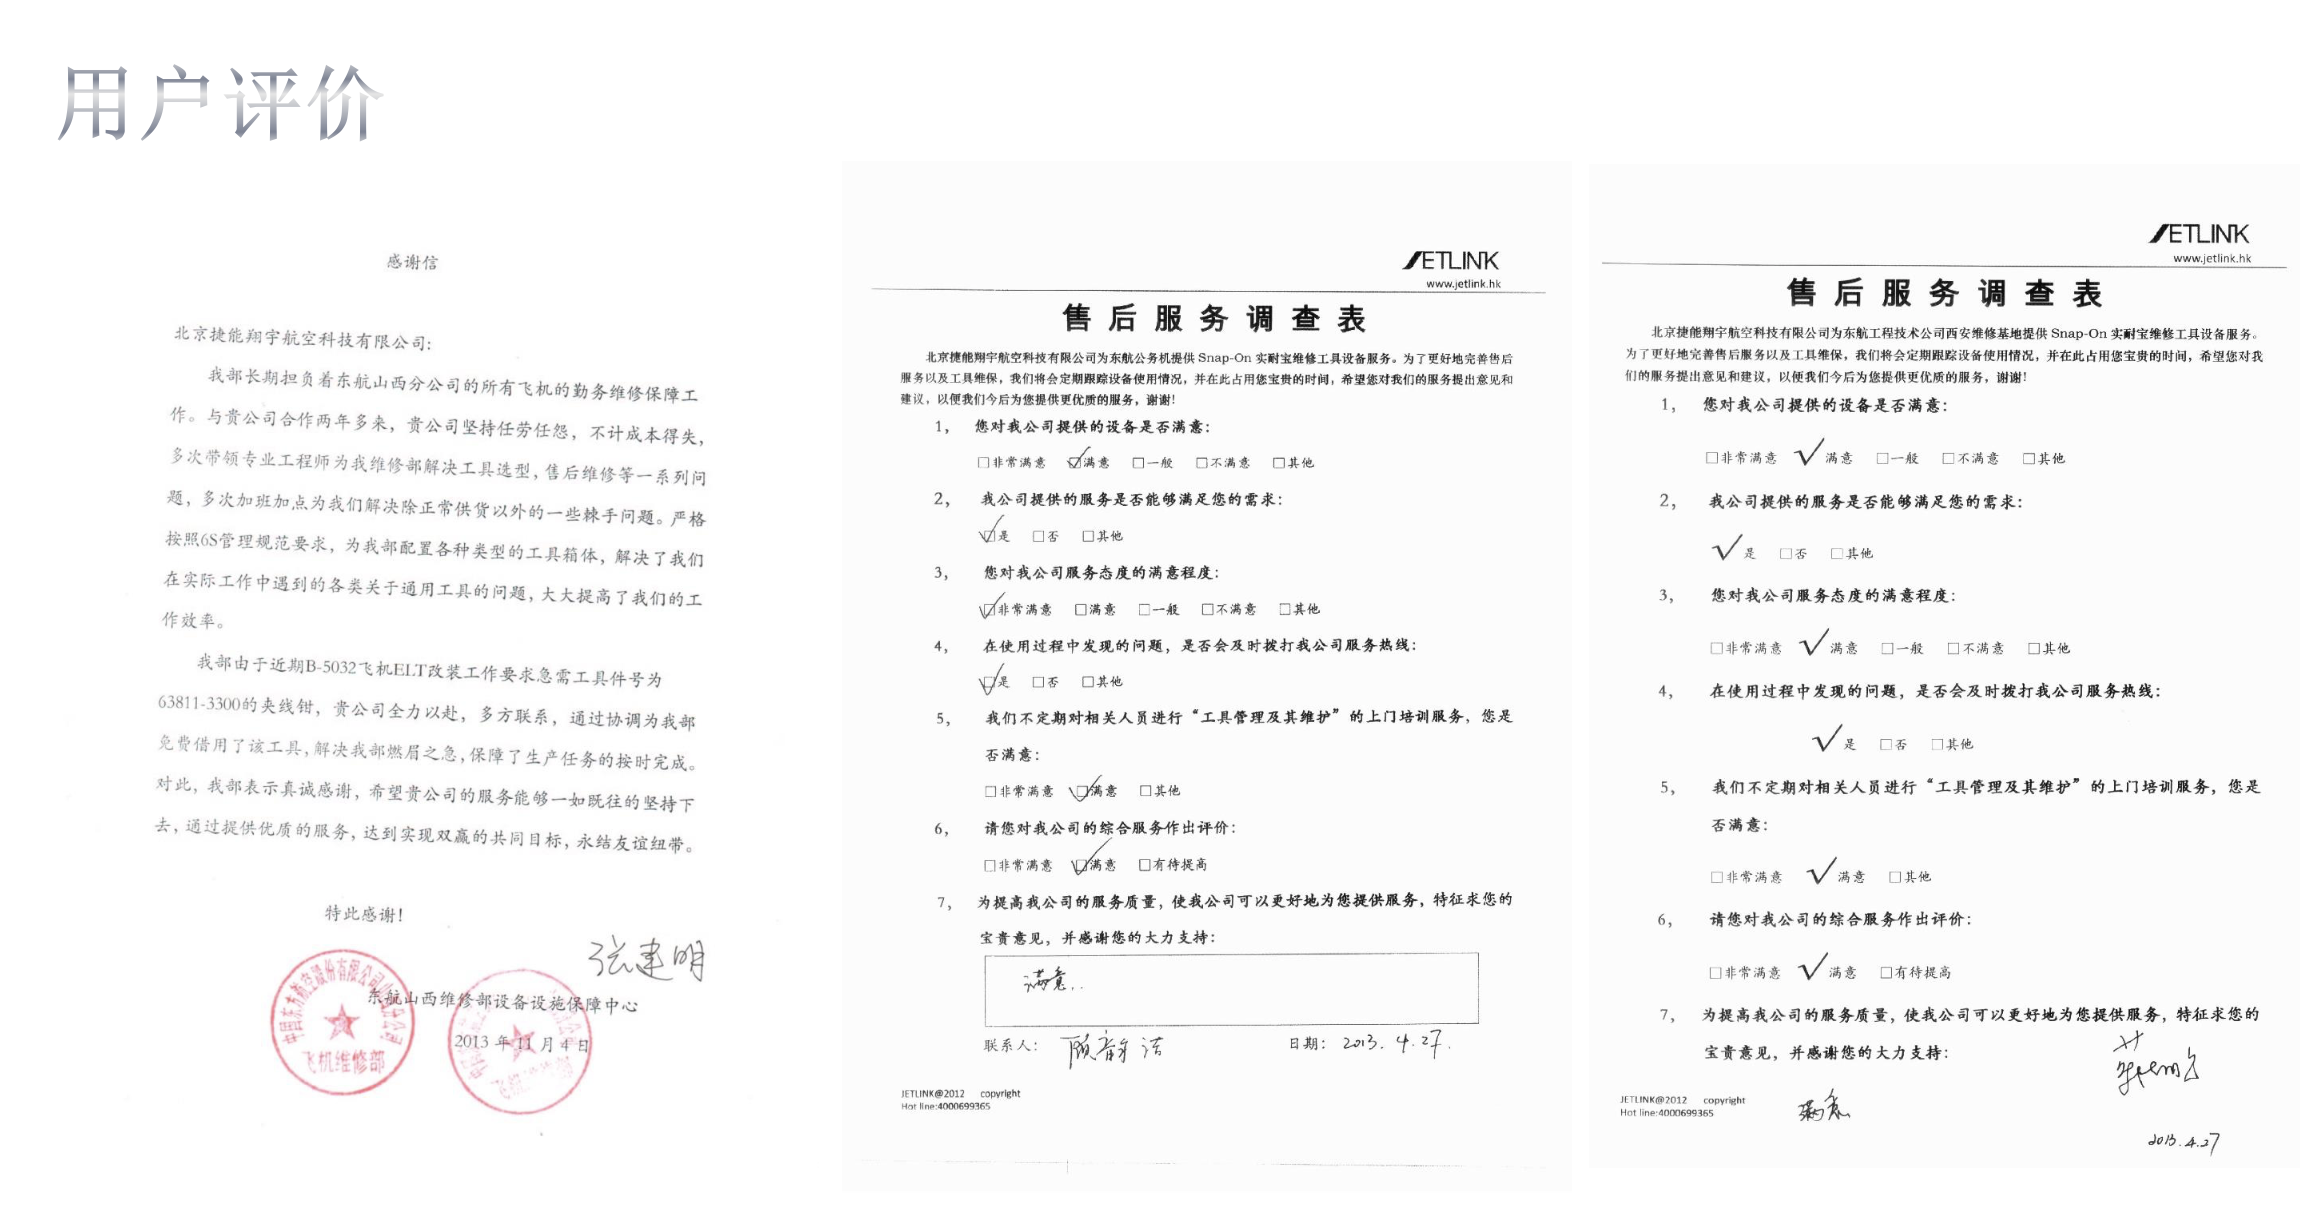 用户评价
感谢信
北京捷能翔宇航空科技有限公司:
我部长期担负着东航山西分公司的所有飞机的勤务维修保障工
作。与贵公司合作两年多来，贵公司坚持任劳任怨，不计成本得失，
多次带领专业工程师为我维修部解决工具选型，售后维修等一系列问
题，多次加班加点为我们解决除正常供货以外的一些棘手问题。严格
按照6S管理规范要求，为我部配置各种类型的工具箱体，解决了我们
在实际工作中遇到的各类关于通用工具的问题，大大提高了我们的工
作效率。
我部由于近期B-5032飞机ELT改装工作要求急需工具件号为
63811-3300的夹线钳，贵公司全力以赴，多方联系，通过协调为我部
免费借用了该工具，解决我部燃眉之急，保障了生产任务的按时完成。
对此，我部表示真诚感谢，希望贵公司的服务能够一如既往的坚持下
去，通过提供优质的服务，达到实现双赢的共同目标，永结友谊纽带。
特此感谢！
张建明
东航山西维修部设备设施保障中心
2013 年 11 月 4 日
中国东方航空股份有限公司山西分公司
飞机维修部
JETLINK
www.jetlink.hk
售后服务调查表
北京捷能翔宇航空科技有限公司为东航公务机提供 Snap-On 实耐宝维修工具设备服务。为了更好地完善售后
服务以及工具维保，我们将会定期跟踪设备使用情况，并在此占用您宝贵的时间，希望您对我们的服务提出意见和
建议，以便我们今后为您提供更优质的服务，谢谢！
1， 您对我公司提供的设备是否满意：
□非常满意 ☑满意 □一般 □不满意 □其他
2， 我公司提供的服务是否能够满足您的需求：
☑是 □否 □其他
3， 您对我公司服务态度的满意程度：
☑非常满意 □满意 □一般 □不满意 □其他
4， 在使用过程中发现的问题，是否会及时拨打我公司服务热线：
☑是 □否 □其他
5， 我们不定期对相关人员进行“工具管理及其维护”的上门培训服务，您是
否满意：
□非常满意 ☑满意 □其他
6， 请您对我公司的综合服务作出评价：
□非常满意 ☑满意 □有待提高
7， 为提高我公司的服务质量，使我公司可以更好地为您提供服务，特征求您的
宝贵意见，并感谢您的大力支持：
满意..
联系人： 日期： 2013. 4. 27.
JETLINK@2012 copyright
Hot line:4000699365
JETLINK
www.jetlink.hk
售后服务调查表
北京捷能翔宇航空科技有限公司为东航工程技术公司西安维修基地提供 Snap-On 实耐宝维修工具设备服务。
为了更好地完善售后服务以及工具维保，我们将会定期跟踪设备使用情况，并在此占用您宝贵的时间，希望您对我
们的服务提出意见和建议，以便我们今后为您提供更优质的服务，谢谢！
1， 您对我公司提供的设备是否满意：
□非常满意 √ 满意 □一般 □不满意 □其他
2， 我公司提供的服务是否能够满足您的需求：
√ 是 □否 □其他
3， 您对我公司服务态度的满意程度：
□非常满意 √ 满意 □一般 □不满意 □其他
4， 在使用过程中发现的问题，是否会及时拨打我公司服务热线：
√ 是 □否 □其他
5， 我们不定期对相关人员进行“工具管理及其维护”的上门培训服务，您是
否满意：
□非常满意 √ 满意 □其他
6， 请您对我公司的综合服务作出评价：
□非常满意 √ 满意 □有待提高
7， 为提高我公司的服务质量，使我公司可以更好地为您提供服务，特征求您的
宝贵意见，并感谢您的大力支持：
JETLINK@2012 copyright
Hot line:4000699365
满意
2013.4.27